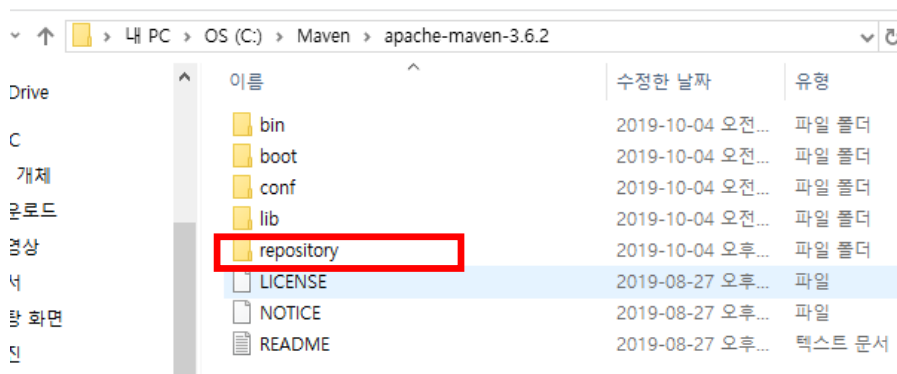 내 PC > OS (C:) > Maven > apache-maven-3.6.2
이름 수정한 날짜 유형
Drive
bin 2019-10-04 오전... 파일 폴더
C
boot 2019-10-04 오전... 파일 폴더
개체
conf 2019-10-04 오전... 파일 폴더
운로드
lib 2019-10-04 오전... 파일 폴더
영상
repository 2019-10-04 오후... 파일 폴더
서
LICENSE 2019-08-27 오후... 파일
탕 화면
NOTICE 2019-08-27 오후... 파일
진
README 2019-08-27 오후... 텍스트 문서